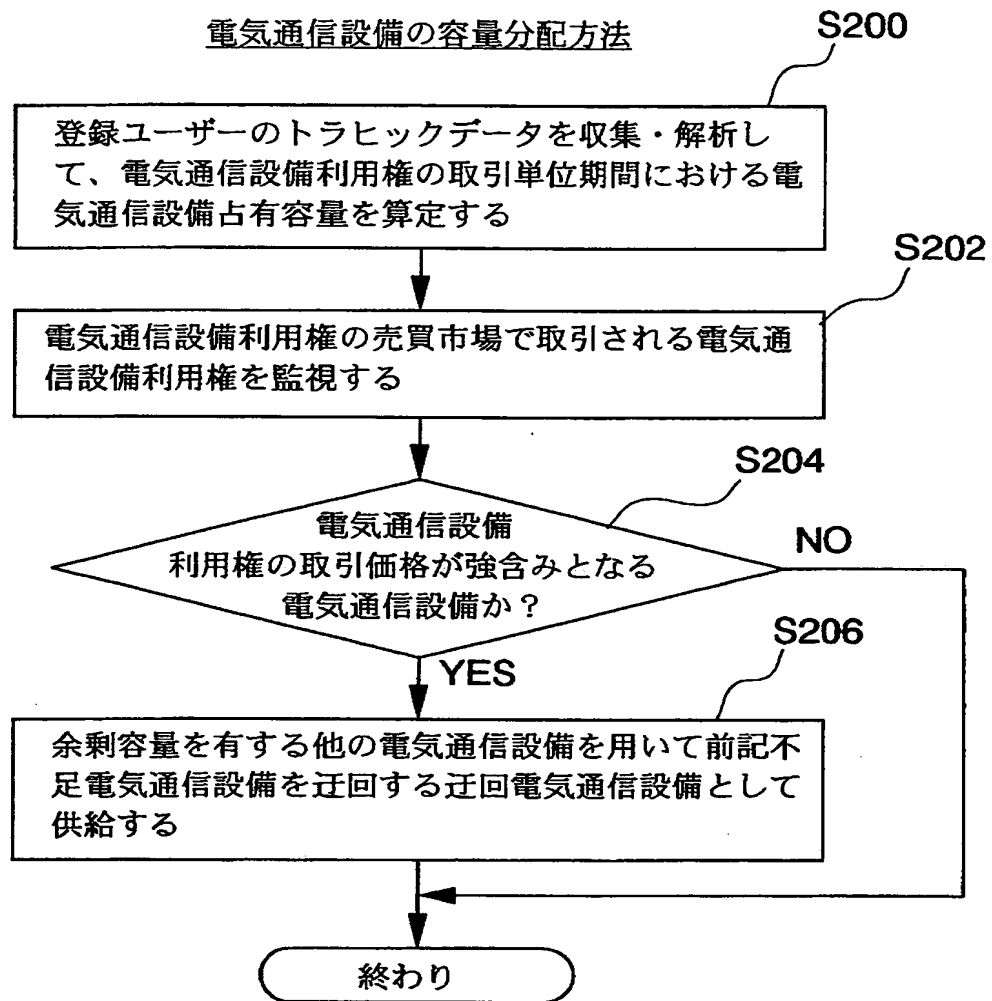 電気通信設備の容量分配方法
S200
登録ユーザーのトラヒックデータを収集・解析し
て、電気通信設備利用権の取引単位期間における電
気通信設備占有容量を算定する
S202
電気通信設備利用権の売買市場で取引される電気通
信設備利用権を監視する
S204
電気通信設備
利用権の取引価格が強含みとなる
電気通信設備か？
NO
YES
S206
余剰容量を有する他の電気通信設備を用いて前記不
足電気通信設備を迂回する迂回電気通信設備として
供給する
終わり